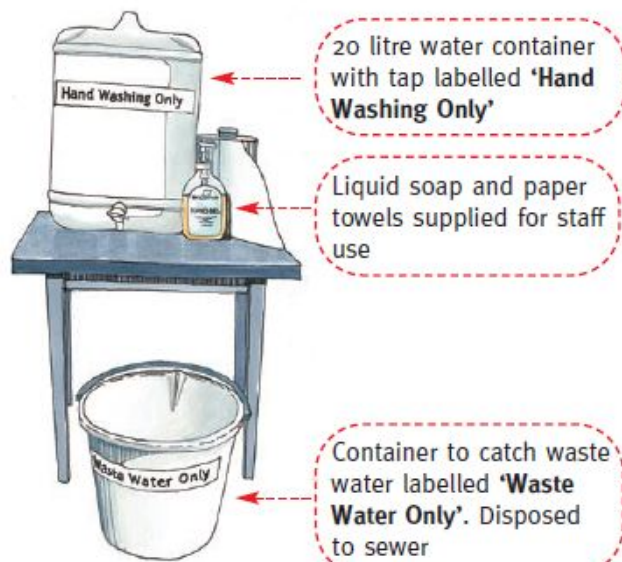 Hand Washing Only
20 litre water container
with tap labelled ‘Hand
Washing Only’
Liquid soap and paper
towels supplied for staff
use
Waste Water Only
Container to catch waste
water labelled ‘Waste
Water Only’. Disposed
to sewer